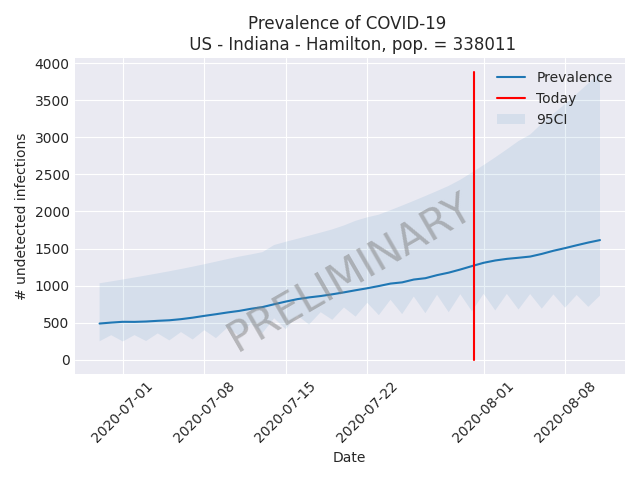 Prevalence of COVID-19
US - Indiana - Hamilton, pop. = 338011
4000
3500
3000
2500
2000
1500
1000
500
0
# undetected infections
Prevalence
Today
95CI
PRELIMINARY
2020-07-01
2020-07-08
2020-07-15
2020-07-22
2020-08-01
2020-08-08
Date